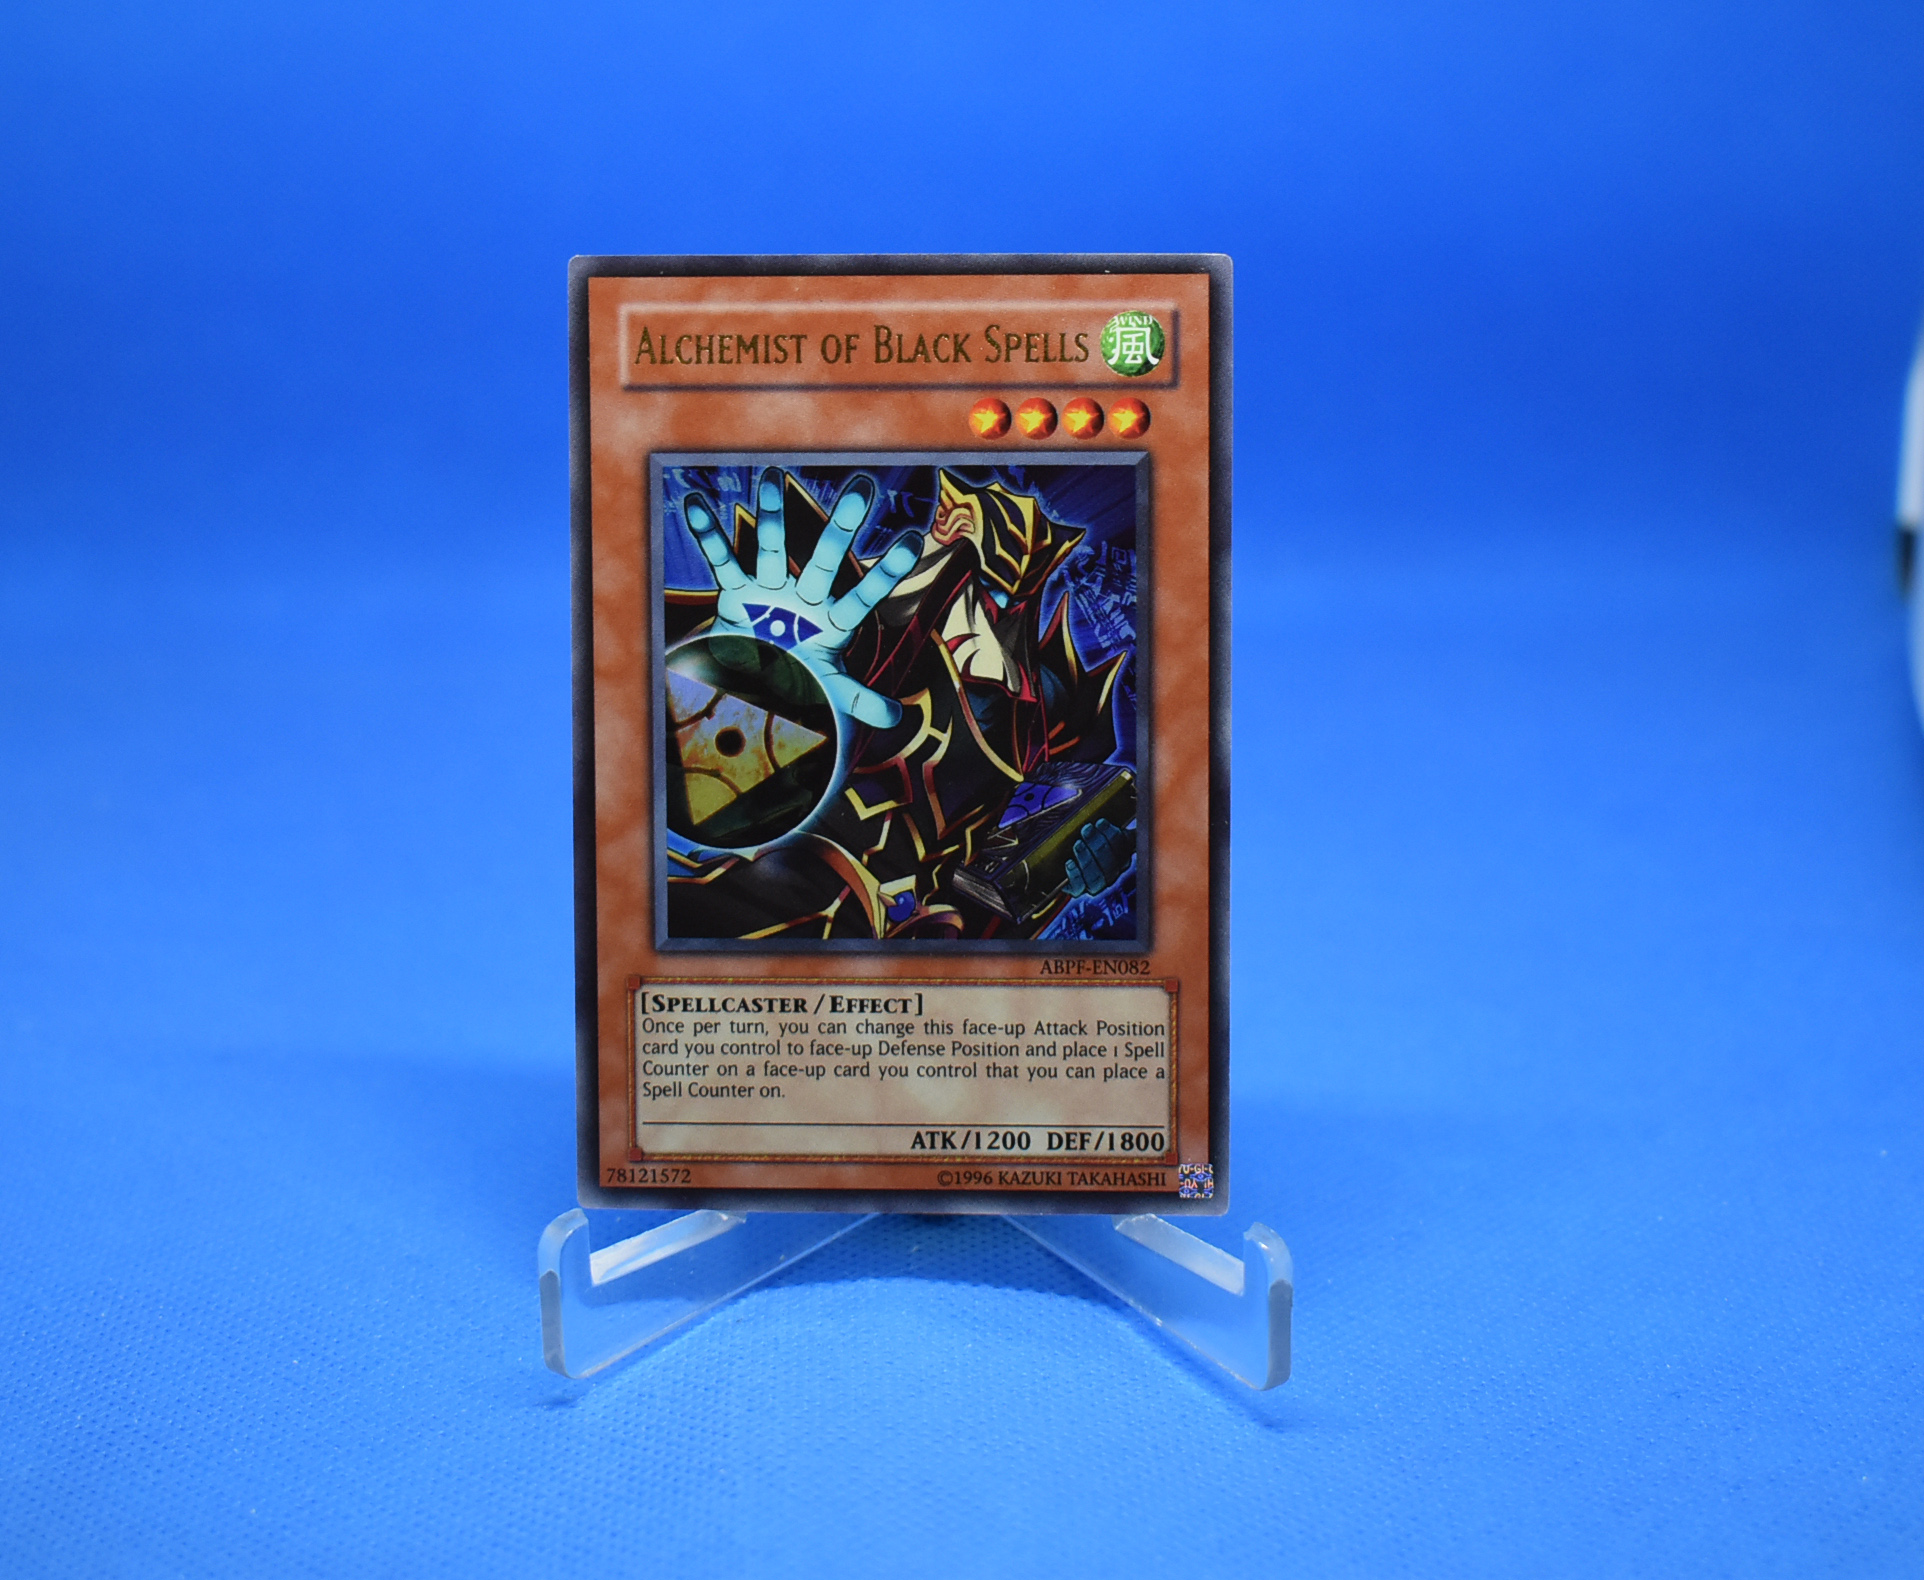 ALCHEMIST OF BLACK SPELLS
WIND
風
ABPF-EN082
[SPELLCASTER/EFFECT]
Once per turn, you can change this face-up Attack Position
card you control to face-up Defense Position and place 1 Spell
Counter on a face-up card you control that you can place a
Spell Counter on.
ATK/1200 DEF/1800
78121572
©1996 KAZUKI TAKAHASHI